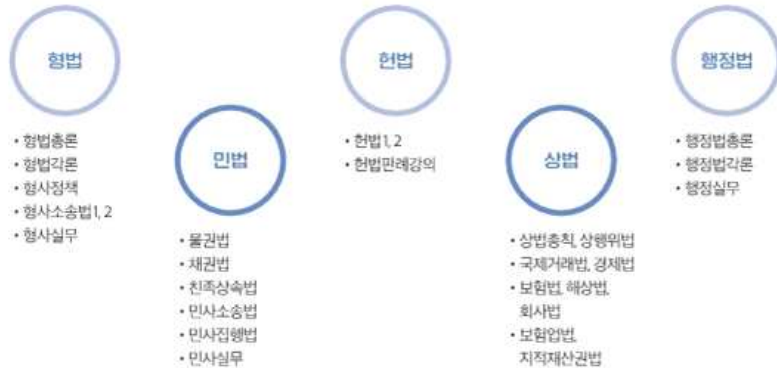 형법
• 형법총론
• 형법각론
• 형사정책
• 형사소송법1, 2
• 형사실무
민법
• 물권법
• 채권법
• 친족상속법
• 민사소송법
• 민사집행법
• 민사실무
헌법
• 헌법1, 2
• 헌법판례강의
상법
• 상법총칙, 상행위법
• 국제거래법, 경제법
• 보험법, 해상법,
회사법
• 보험업법,
지적재산권법
행정법
• 행정법총론
• 행정법각론
• 행정실무